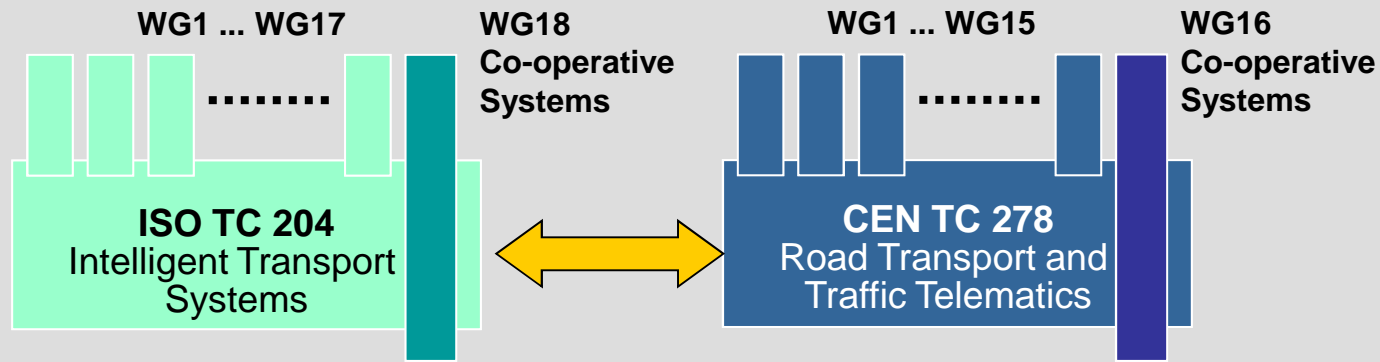 WG1 ... WG17
WG18
Co-operative
Systems
ISO TC 204
Intelligent Transport
Systems
WG1 ... WG15
WG16
Co-operative
Systems
CEN TC 278
Road Transport and
Traffic Telematics